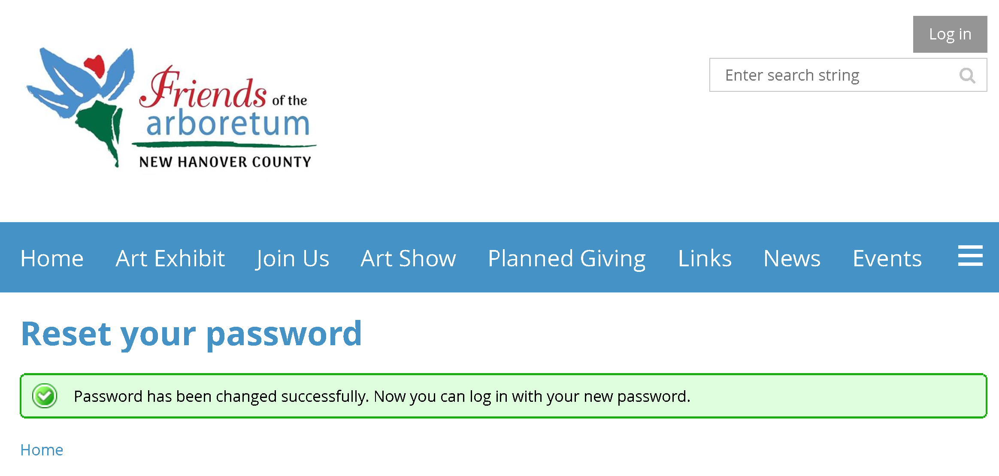 Log in
Enter search string
Friends of the
arboretum
NEW HANOVER COUNTY
Home Art Exhibit Join Us Art Show Planned Giving Links News Events
Reset your password
Password has been changed successfully. Now you can log in with your new password.
Home